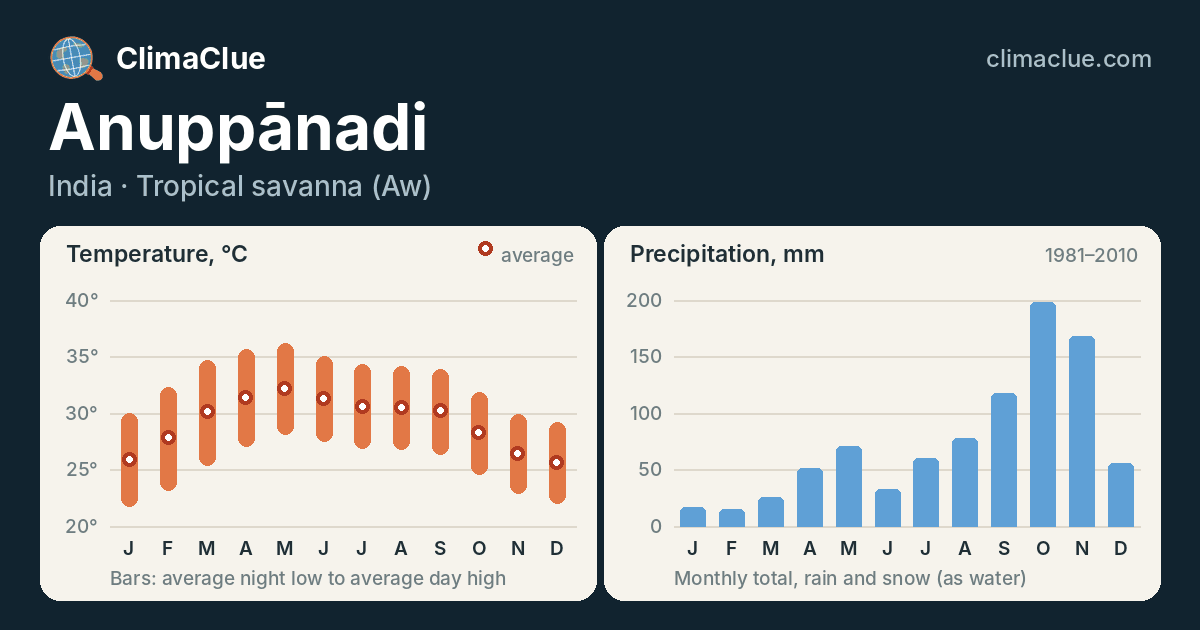 ClimaClue
climaclue.com
Anuppānadi
India · Tropical savanna (Aw)
Temperature, °C
average
40°
35°
30°
25°
20°
J F M A M J J A S O N D
Bars: average night low to average day high
Precipitation, mm
1981–2010
200
150
100
50
0
J F M A M J J A S O N D
Monthly total, rain and snow (as water)